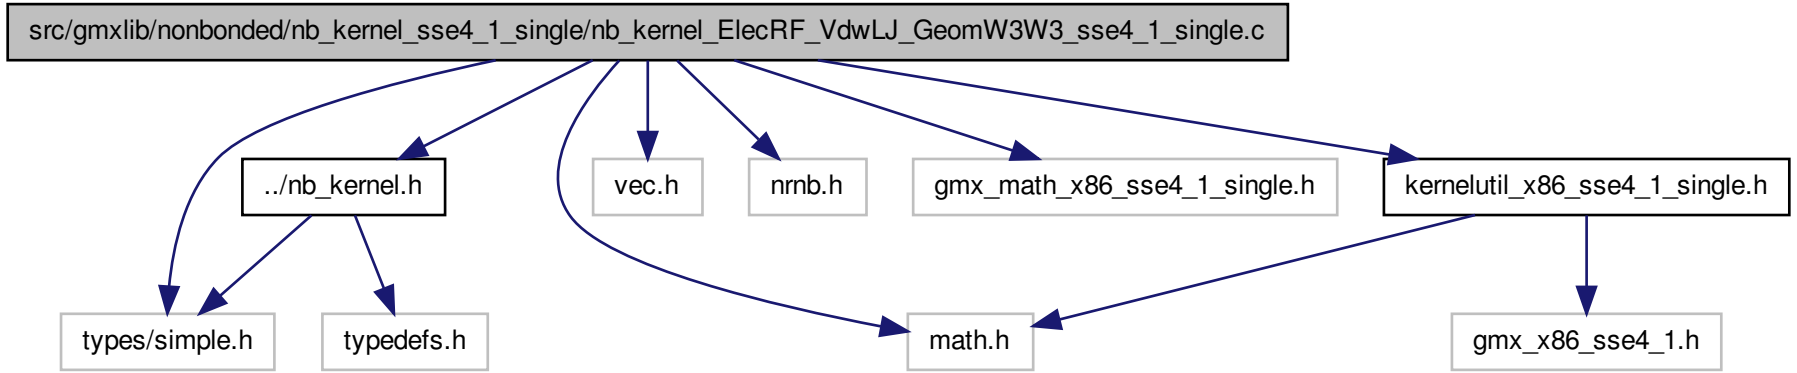 src/gmxlib/nonbonded/nb_kernel_sse4_1_single/nb_kernel_ElecRF_VdwLJ_GeomW3W3_sse4_1_single.c
../nb_kernel.h
vec.h
nrnb.h
gmx_math_x86_sse4_1_single.h
kernelutil_x86_sse4_1_single.h
types/simple.h
typedefs.h
math.h
gmx_x86_sse4_1.h